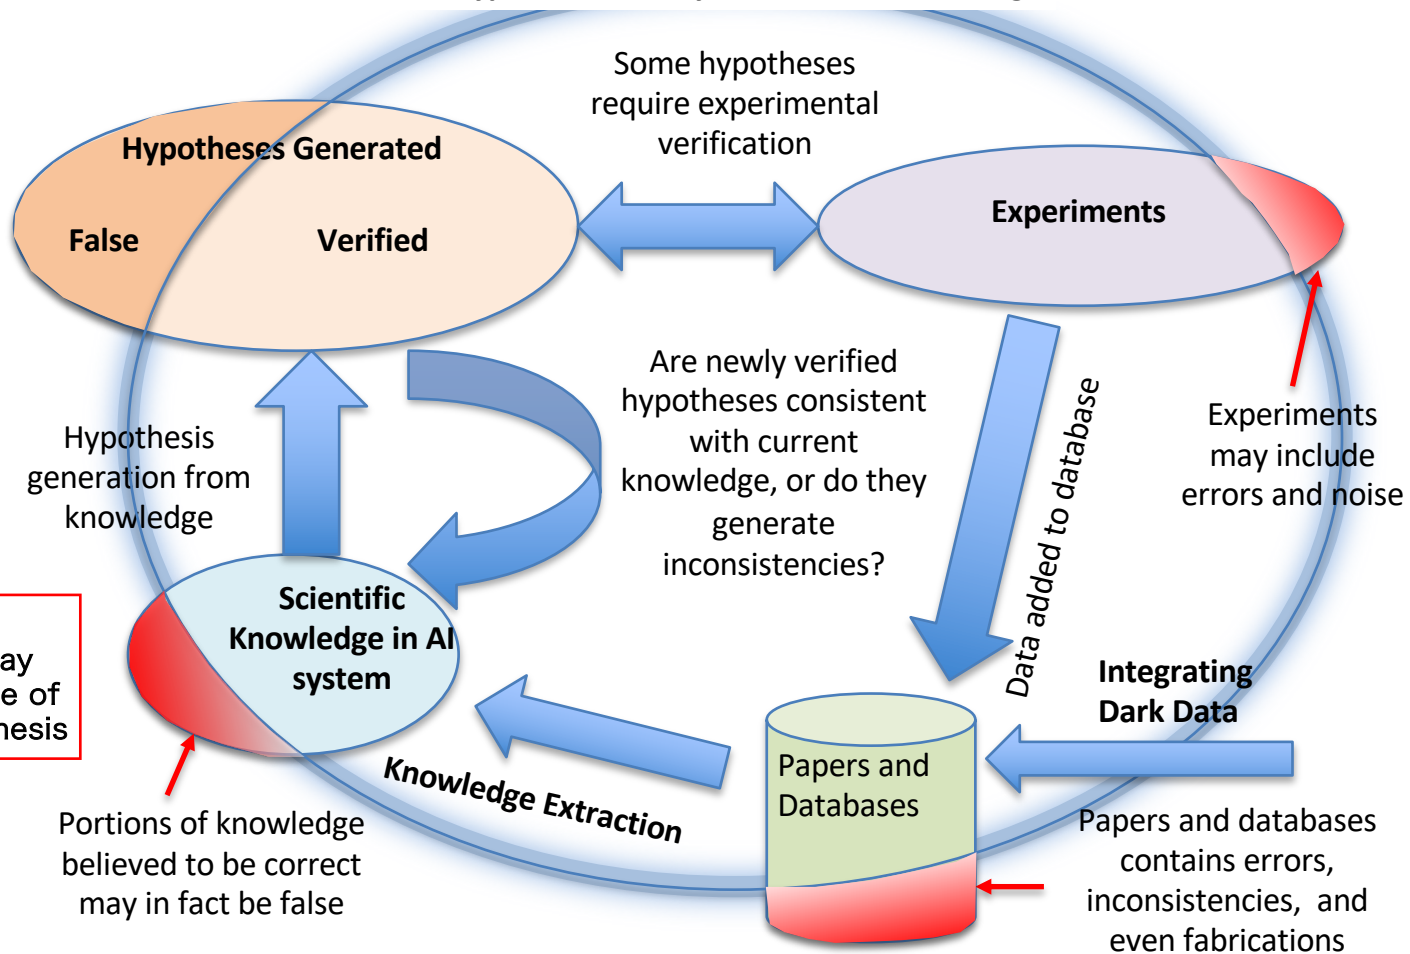 Some hypotheses
require experimental
verification
Hypotheses Generated
False
Verified
Experiments
Are newly verified
hypotheses consistent
with current
knowledge, or do they
generate
inconsistencies?
Hypothesis
generation from
knowledge
Data added to database
Experiments
may include
errors and noise
Scientific
Knowledge in AI
system
Integrating
Dark Data
Knowledge Extraction
Papers and
Databases
Portions of knowledge
believed to be correct
may in fact be false
Papers and databases
contains errors,
inconsistencies, and
even fabrications
of